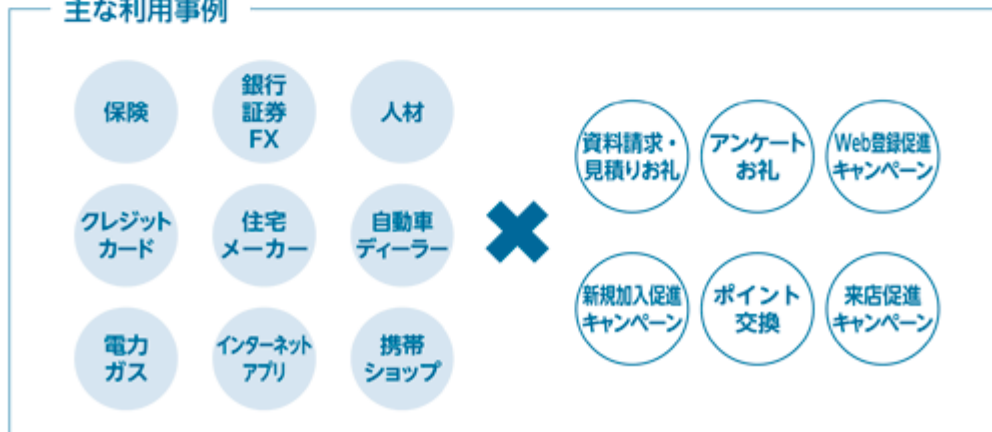 主な利用事例
保険
銀行
証券
FX
人材
クレジット
カード
住宅
メーカー
自動車
ディーラー
電力
ガス
インターネット
アプリ
携帯
ショップ
資料請求・
見積りお礼
アンケート
お礼
Web登録促進
キャンペーン
新規加入促進
キャンペーン
ポイント
交換
来店促進
キャンペーン